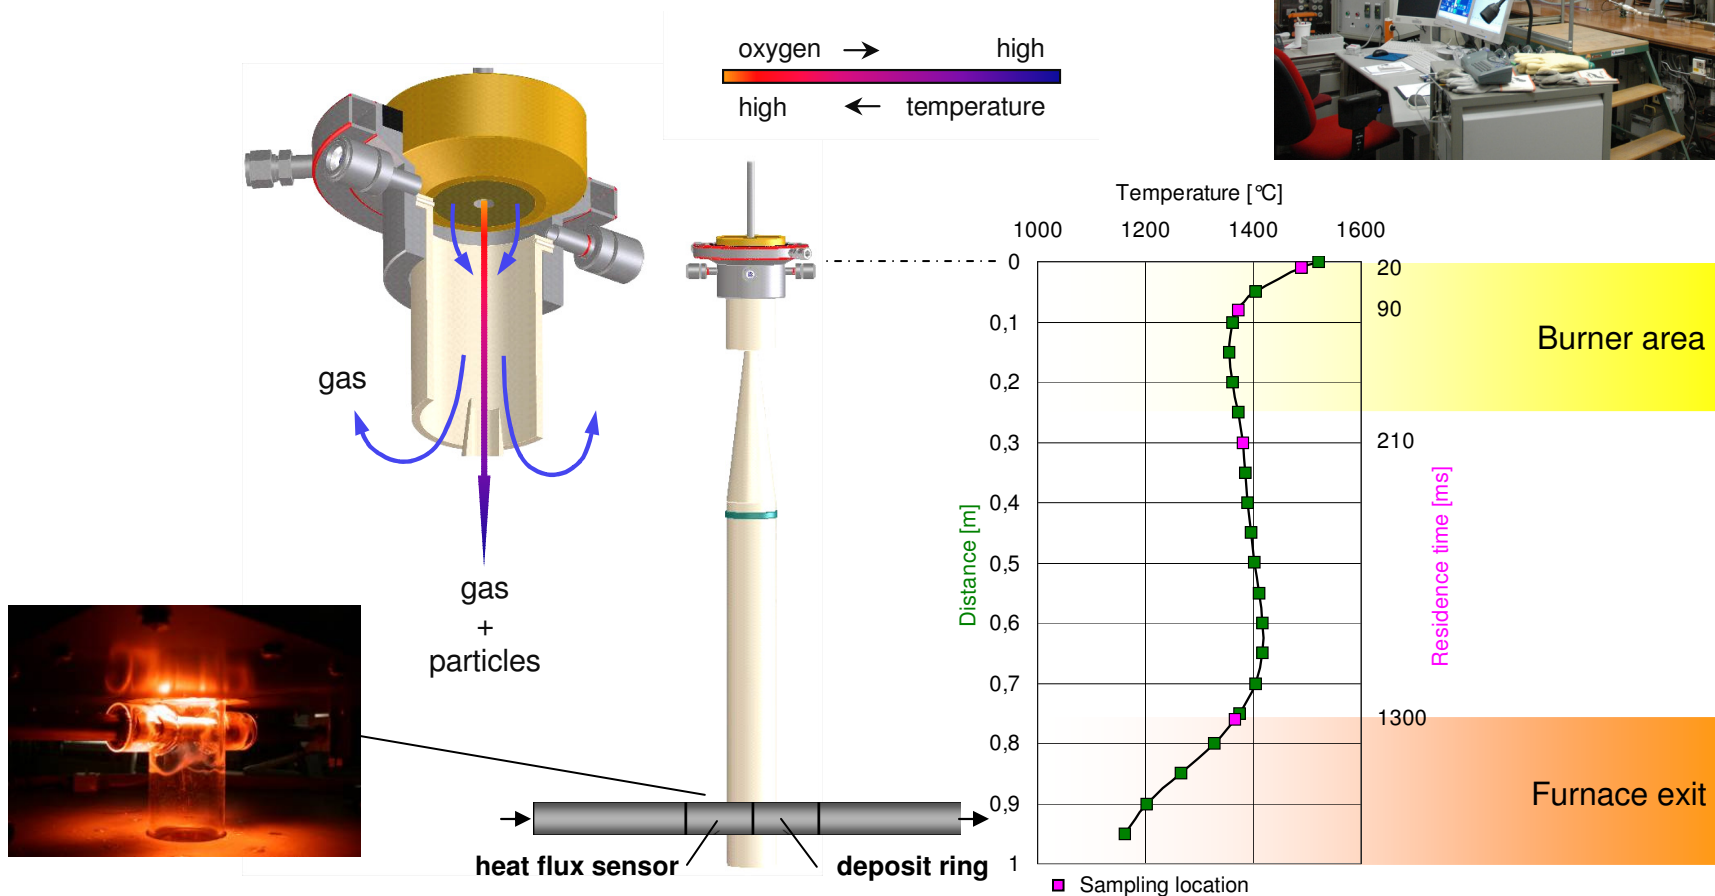 oxygen → high
high ← temperature
gas
gas
+
particles
heat flux sensor
deposit ring
Temperature [°C]
1000 1200 1400 1600
0
0,1
0,2
0,3
0,4
0,5
0,6
0,7
0,8
0,9
1
Distance [m]
20
90
210
1300
Residence time [ms]
Burner area
Furnace exit
Sampling location